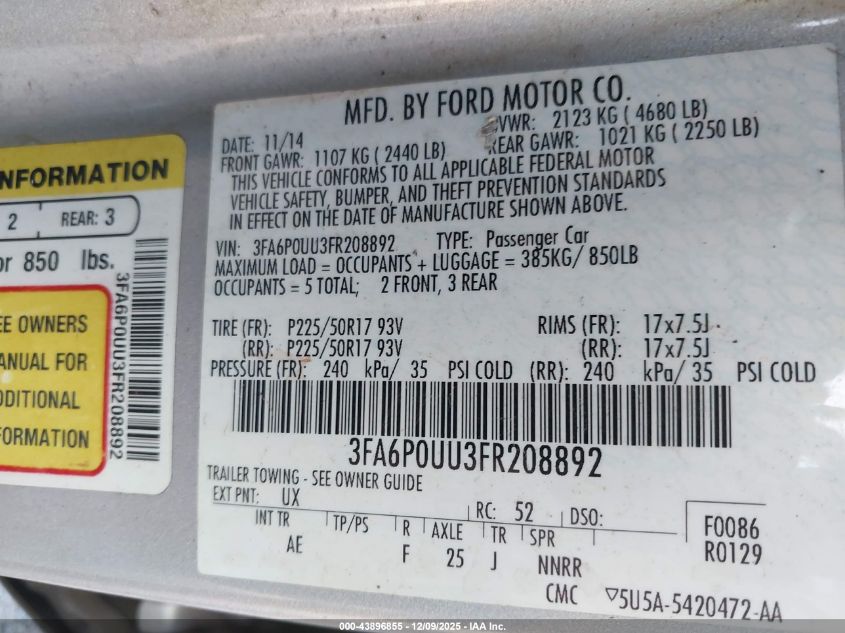 NFORMATION
2 REAR: 3
or 850 lbs.
EE OWNERS
ANUAL FOR
DDITIONAL
FORMATION
3FA6P0UU3FR208892
MFD. BY FORD MOTOR CO.
DATE: 11/14 VWR: 2123 KG ( 4680 LB)
FRONT GAWR: 1107 KG ( 2440 LB) REAR GAWR: 1021 KG ( 2250 LB)
THIS VEHICLE CONFORMS TO ALL APPLICABLE FEDERAL MOTOR
VEHICLE SAFETY, BUMPER, AND THEFT PREVENTION STANDARDS
IN EFFECT ON THE DATE OF MANUFACTURE SHOWN ABOVE.
VIN: 3FA6P0UU3FR208892 TYPE: Passenger Car
MAXIMUM LOAD = OCCUPANTS + LUGGAGE = 385KG/ 850LB
OCCUPANTS = 5 TOTAL; 2 FRONT, 3 REAR
TIRE (FR): P225/50R17 93V RIMS (FR): 17x7.5J
(RR): P225/50R17 93V (RR): 17x7.5J
PRESSURE (FR): 240 kPa/ 35 PSI COLD (RR): 240 kPa/ 35 PSI COLD
3FA6P0UU3FR208892
TRAILER TOWING - SEE OWNER GUIDE
EXT PNT: UX RC: 52 DSO:
INT TR TP/PS R AXLE TR SPR
AE F 25 J NNRR
F0086
R0129
CMC ▽5U5A-5420472-AA
000-43896855 - 12/09/2025 - IAA Inc.